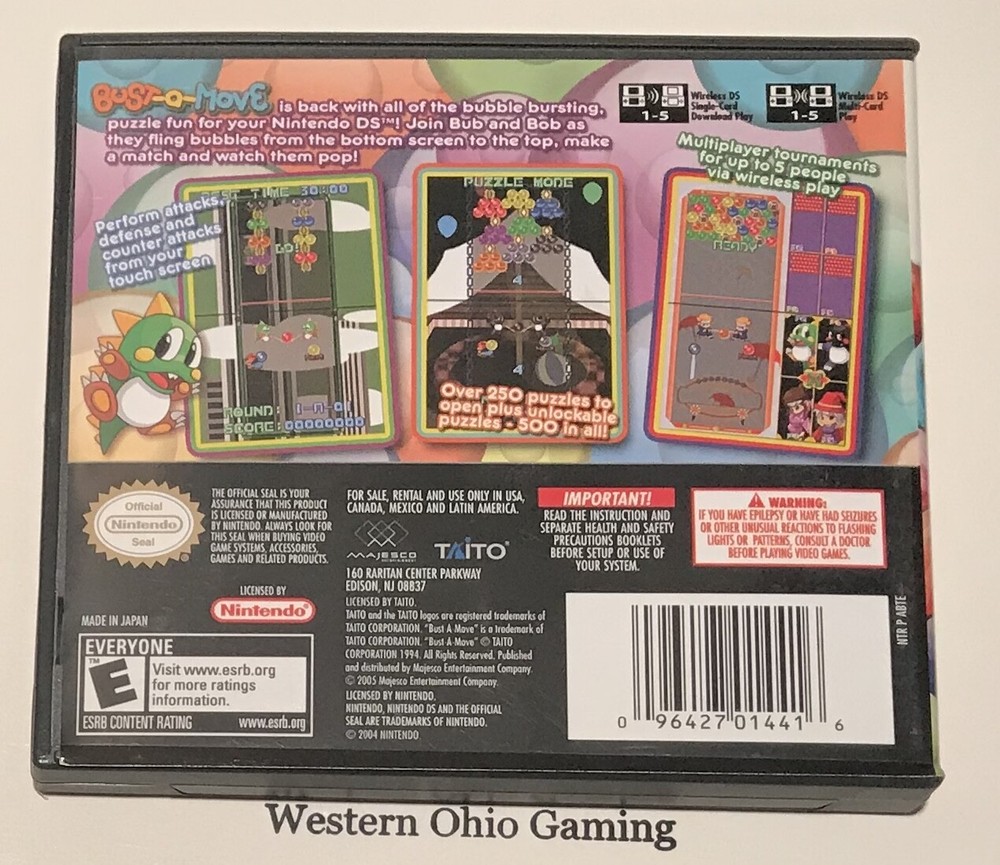 BUST-a-MOVE is back with all of the bubble bursting,
puzzle fun for your Nintendo DS™! Join Bub and Bob as
they fling bubbles from the bottom screen to the top, make
a match and watch them pop!
1-5
Wireless DS
Single-Card
Download Play
1-5
Wireless DS
Multi-Card
Play
Multiplayer tournaments
for up to 5 people
via wireless play
Perform attacks,
defense and
counter attacks
from your
touch screen
BEST TIME 30:00
GO!
ROUND: 1-A-01
SCORE: 00000000
PUZZLE MODE
4
4
Over 250 puzzles to
open plus unlockable
puzzles - 500 in all!
READY
Official
Nintendo
Seal
THE OFFICIAL SEAL IS YOUR
ASSURANCE THAT THIS PRODUCT
IS LICENSED OR MANUFACTURED
BY NINTENDO. ALWAYS LOOK FOR
THIS SEAL WHEN BUYING VIDEO
GAME SYSTEMS, ACCESSORIES,
GAMES AND RELATED PRODUCTS.
LICENSED BY
Nintendo®
MADE IN JAPAN
EVERYONE
E
TM
Visit www.esrb.org
for more ratings
information.
ESRB CONTENT RATING www.esrb.org
FOR SALE, RENTAL AND USE ONLY IN USA,
CANADA, MEXICO AND LATIN AMERICA.
MAJESCO
ENTERTAINMENT
TAITO®
160 RARITAN CENTER PARKWAY
EDISON, NJ 08837
LICENSED BY TAITO.
TAITO and the TAITO logos are registered trademarks of
TAITO CORPORATION. "Bust A Move" is a trademark of
TAITO CORPORATION. "Bust-A-Move" © TAITO
CORPORATION 1994. All Rights Reserved. Published
and distributed by Majesco Entertainment Company.
© 2005 Majesco Entertainment Company.
LICENSED BY NINTENDO.
NINTENDO, NINTENDO DS AND THE OFFICIAL
SEAL ARE TRADEMARKS OF NINTENDO.
© 2004 NINTENDO
IMPORTANT!
READ THE INSTRUCTION AND
SEPARATE HEALTH AND SAFETY
PRECAUTIONS BOOKLETS
BEFORE SETUP OR USE OF
YOUR SYSTEM.
WARNING:
IF YOU HAVE EPILEPSY OR HAVE HAD SEIZURES
OR OTHER UNUSUAL REACTIONS TO FLASHING
LIGHTS OR PATTERNS, CONSULT A DOCTOR
BEFORE PLAYING VIDEO GAMES.
0 96427 01441 6
NTR P ABTE
Western Ohio Gaming